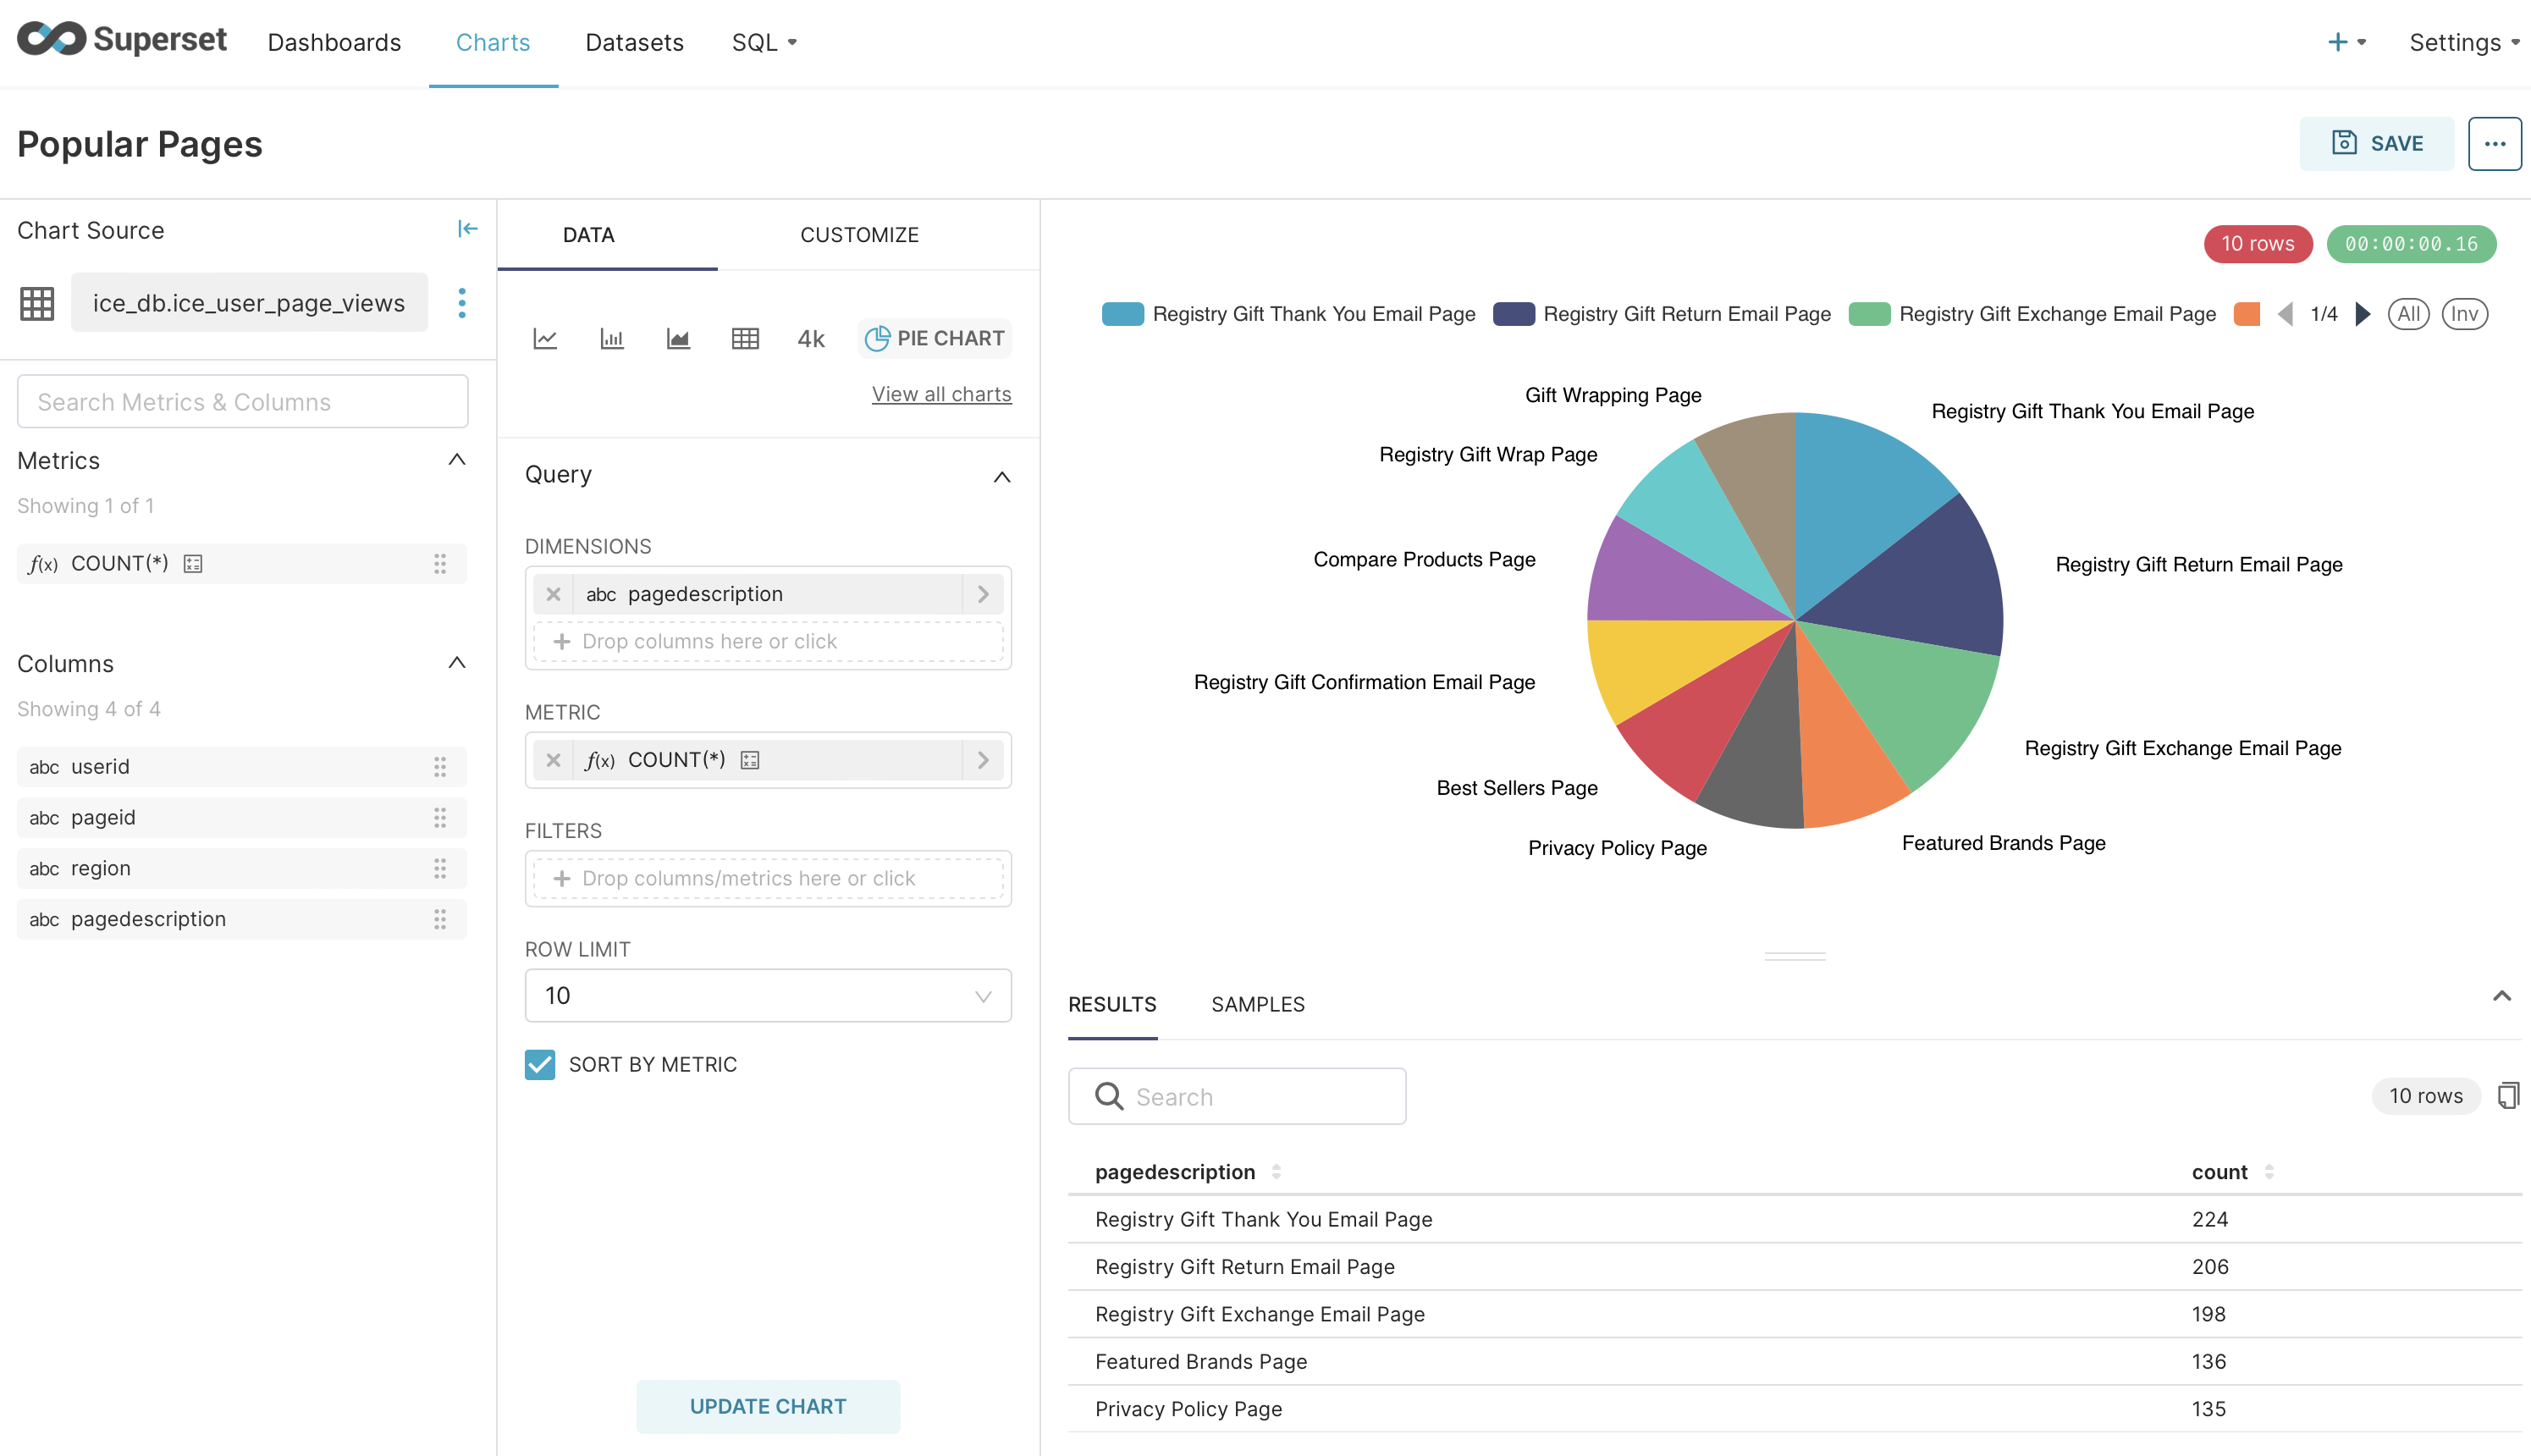 Superset Dashboards Charts Datasets SQL + Settings
Popular Pages
SAVE
Chart Source
ice_db.ice_user_page_views
Search Metrics & Columns
Metrics
Showing 1 of 1
f(x) COUNT(*)
Columns
Showing 4 of 4
abc userid
abc pageid
abc region
abc pagedescription
DATA CUSTOMIZE
4k PIE CHART
View all charts
Query
DIMENSIONS
abc pagedescription
+ Drop columns here or click
METRIC
f(x) COUNT(*)
FILTERS
+ Drop columns/metrics here or click
ROW LIMIT
10
SORT BY METRIC
UPDATE CHART
10 rows 00:00:00.16
Registry Gift Thank You Email Page Registry Gift Return Email Page Registry Gift Exchange Email Page 1/4 All Inv
Gift Wrapping Page
Registry Gift Thank You Email Page
Registry Gift Wrap Page
Compare Products Page
Registry Gift Return Email Page
Registry Gift Confirmation Email Page
Registry Gift Exchange Email Page
Best Sellers Page
Featured Brands Page
Privacy Policy Page
RESULTS SAMPLES
Search
10 rows
pagedescription count
Registry Gift Thank You Email Page 224
Registry Gift Return Email Page 206
Registry Gift Exchange Email Page 198
Featured Brands Page 136
Privacy Policy Page 135